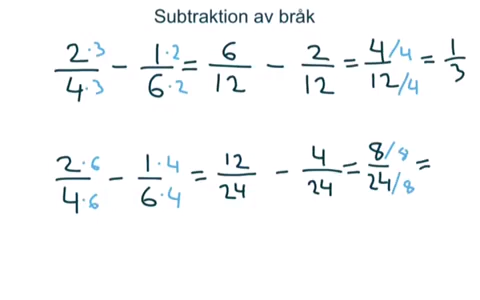 Subtraktion av bråk
2·3/4·3 - 1·2/6·2 = 6/12 - 2/12 = 4/4/12/4 = 1/3
2·6/4·6 - 1·4/6·4 = 12/24 - 4/24 = 8/8/24/8 =